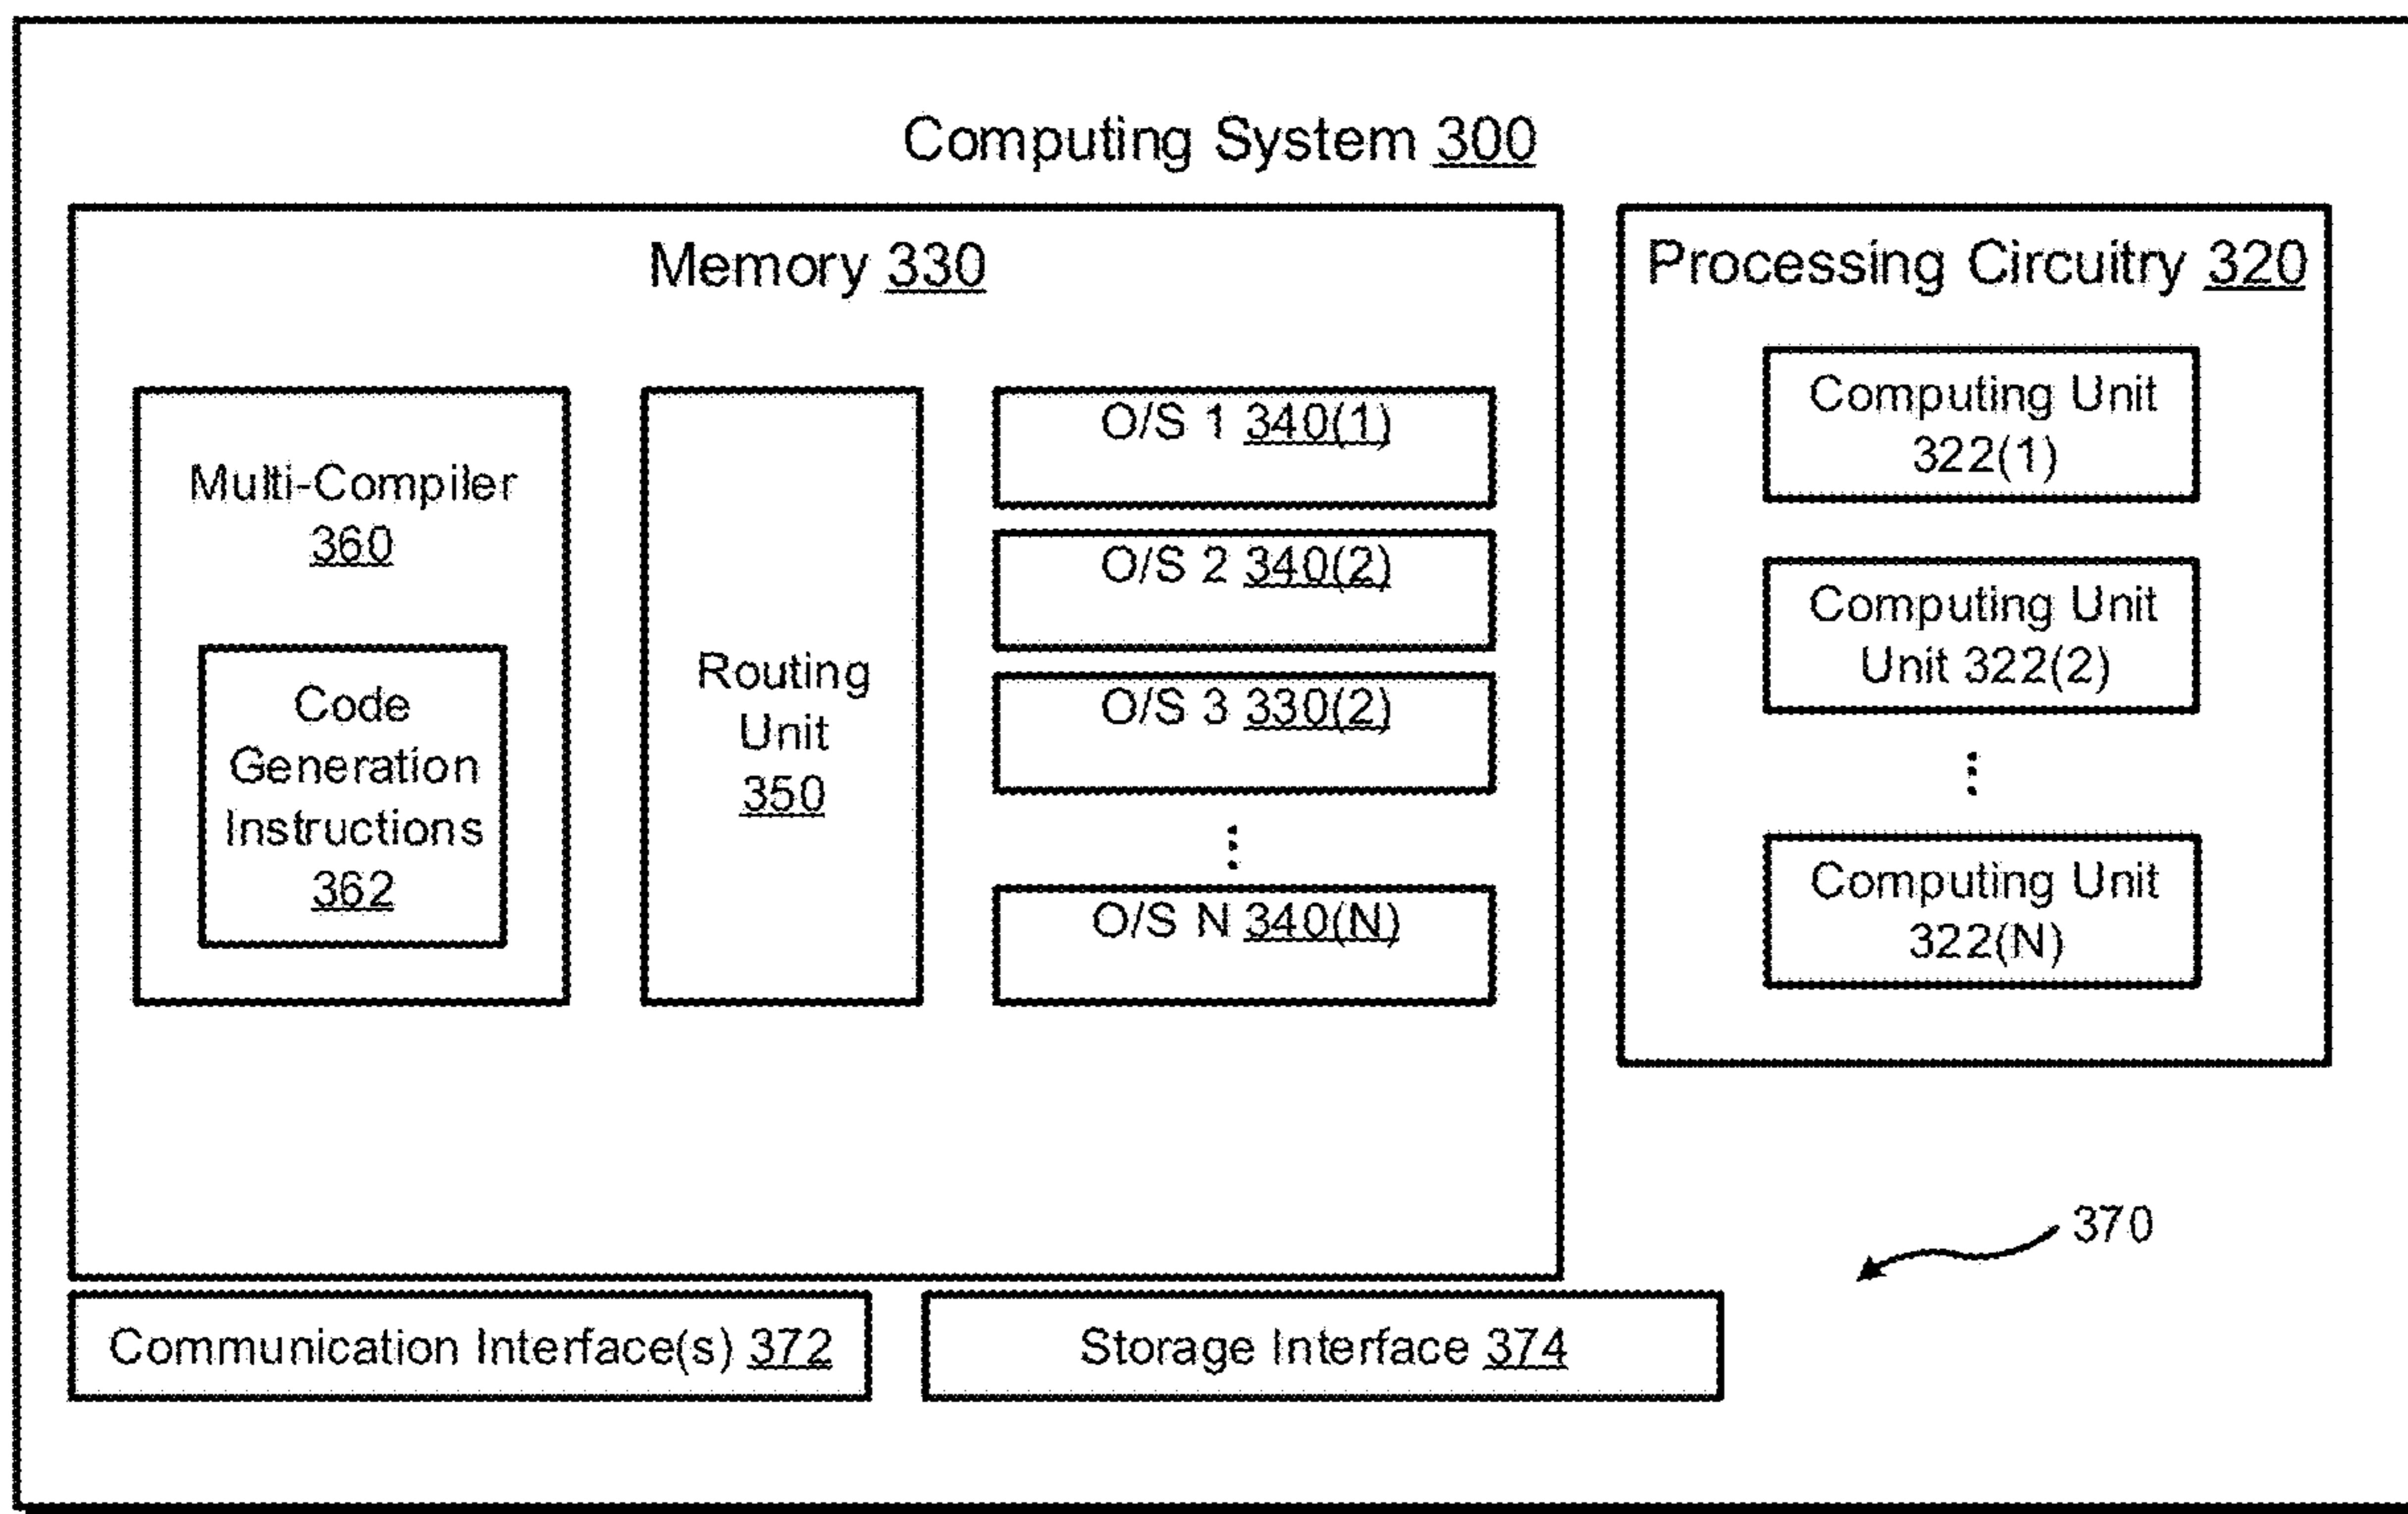 Computing System 300
Memory 330
Multi-Compiler
360
Code
Generation
Instructions
362
Routing
Unit
350
O/S 1 340(1)
O/S 2 340(2)
O/S 3 330(2)
⋮
O/S N 340(N)
Processing Circuitry 320
Computing Unit
322(1)
Computing Unit
Unit 322(2)
⋮
Computing Unit
322(N)
370
Communication Interface(s) 372
Storage Interface 374